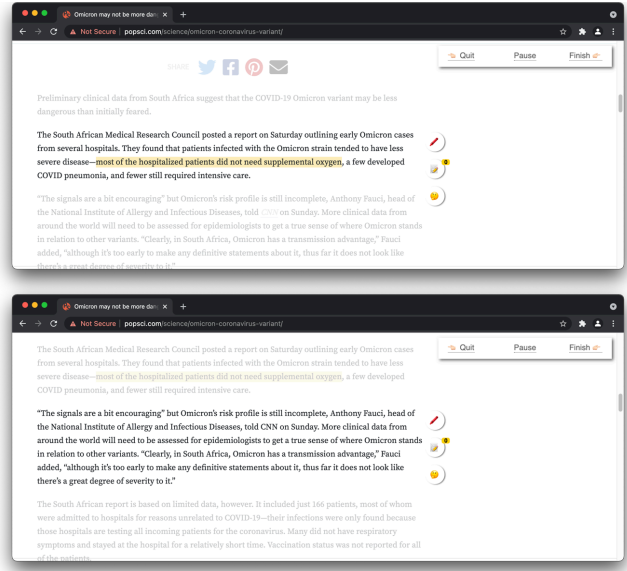 Omicron may not be more dan
Not Secure | popsci.com/science/omicron-coronavirus-variant/
Quit Pause Finish
SHARE
Preliminary clinical data from South Africa suggest that the COVID-19 Omicron variant may be less
dangerous than initially feared.
The South African Medical Research Council posted a report on Saturday outlining early Omicron cases
from several hospitals. They found that patients infected with the Omicron strain tended to have less
severe disease—most of the hospitalized patients did not need supplemental oxygen, a few developed
COVID pneumonia, and fewer still required intensive care.
0
“The signals are a bit encouraging” but Omicron’s risk profile is still incomplete, Anthony Fauci, head of
the National Institute of Allergy and Infectious Diseases, told CNN on Sunday. More clinical data from
around the world will need to be assessed for epidemiologists to get a true sense of where Omicron stands
in relation to other variants. “Clearly, in South Africa, Omicron has a transmission advantage,” Fauci
added, “although it’s too early to make any definitive statements about it, thus far it does not look like
there’s a great degree of severity to it.”
Omicron may not be more dan
Not Secure | popsci.com/science/omicron-coronavirus-variant/
Quit Pause Finish
The South African Medical Research Council posted a report on Saturday outlining early Omicron cases
from several hospitals. They found that patients infected with the Omicron strain tended to have less
severe disease—most of the hospitalized patients did not need supplemental oxygen, a few developed
COVID pneumonia, and fewer still required intensive care.
“The signals are a bit encouraging” but Omicron’s risk profile is still incomplete, Anthony Fauci, head of
the National Institute of Allergy and Infectious Diseases, told CNN on Sunday. More clinical data from
around the world will need to be assessed for epidemiologists to get a true sense of where Omicron stands
in relation to other variants. “Clearly, in South Africa, Omicron has a transmission advantage,” Fauci
added, “although it’s too early to make any definitive statements about it, thus far it does not look like
there’s a great degree of severity to it.”
0
The South African report is based on limited data, however. It included just 166 patients, most of whom
were admitted to hospitals for reasons unrelated to COVID-19—their infections were only found because
those hospitals are testing all incoming patients for the coronavirus. Many did not have respiratory
symptoms and stayed at the hospital for a relatively short time. Vaccination status was not reported for all
of the patients.